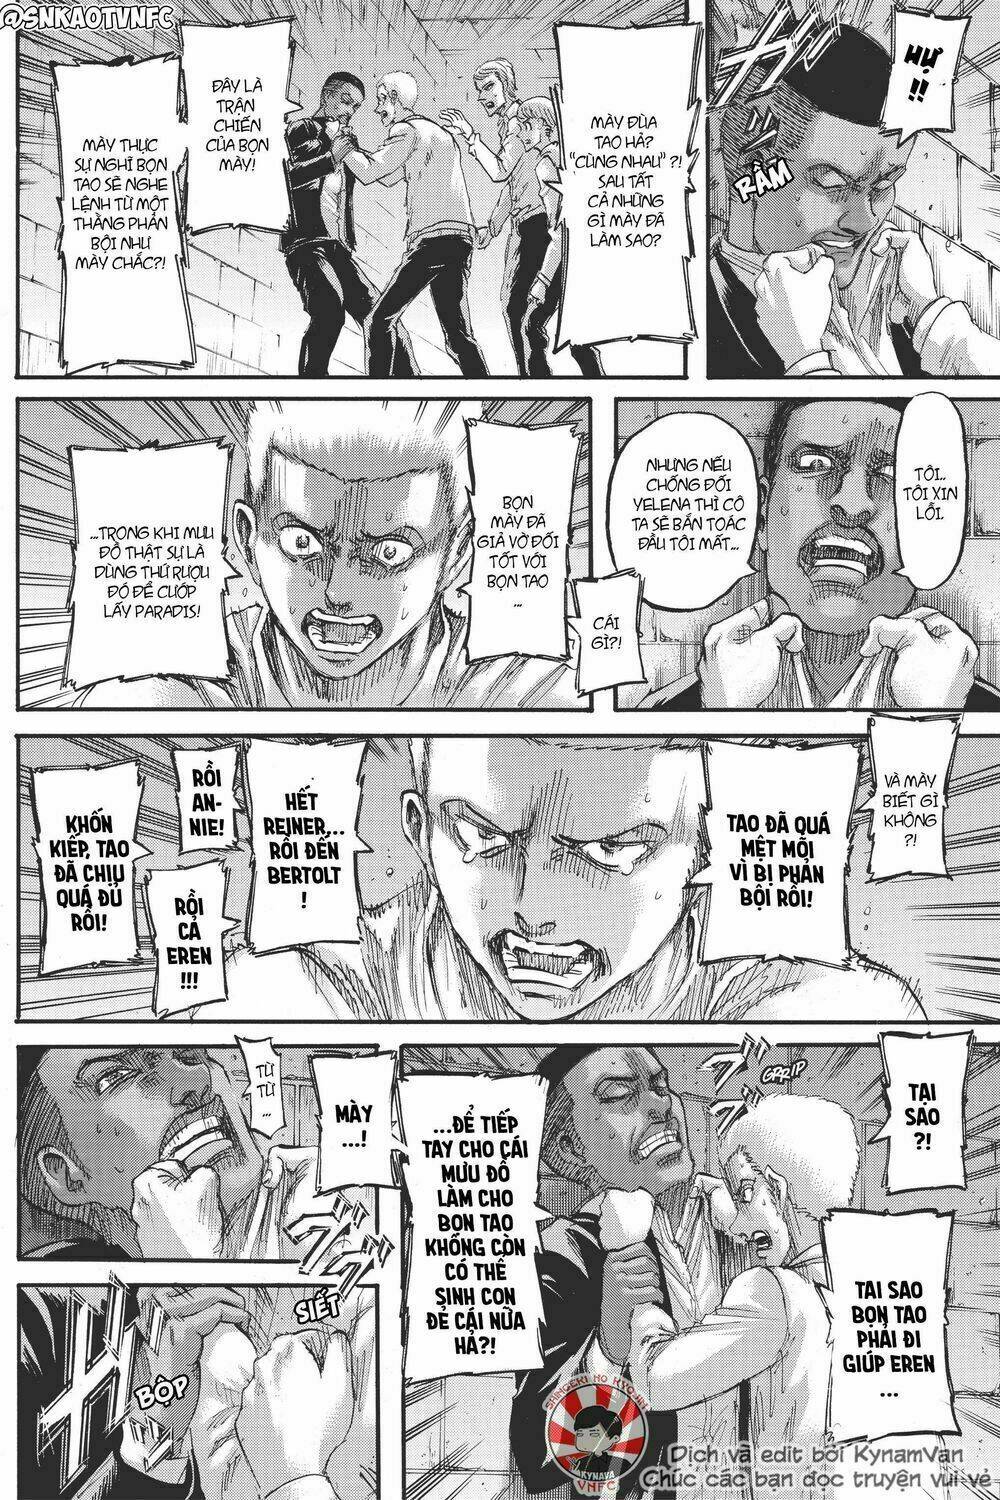 @SNKAOTVNFC
HỰ
!!
RẦM
MÀY ĐÙA
TAO HẢ?
"CÙNG NHAU" ?!
SAU TẤT
CẢ NHỮNG
GÌ MÀY ĐÃ
LÀM SAO?
ĐÂY LÀ
TRẬN
CHIẾN
CỦA BỌN
MÀY!
MÀY THỰC
SỰ NGHĨ BỌN
TAO SẼ NGHE
LỆNH TỪ MỘT
THẰNG PHẢN
BỘI NHƯ
MÀY CHẮC?!
TÔI..
TÔI XIN
LỖI.
NHƯNG NẾU
CHỐNG ĐỐI
YELENA THÌ CÔ
TA SẼ BẮN TOÁC
ĐẦU TÔI MẤT...
CÁI
GÌ?!
BỌN
MÀY ĐÃ
GIẢ VỜ ĐỐI
TỐT VỚI
BỌN TAO
...
...TRONG KHI MƯU
ĐỒ THẬT SỰ LÀ
DÙNG THỨ RƯỢU
ĐÓ ĐỂ CƯỚP
LẤY PARADIS!
VÀ MÀY
BIẾT GÌ
KHÔNG
?!
TAO ĐÃ QUÁ
MỆT MỎI
VÌ BỊ PHẢN
BỘI RỒI!
HẾT
REINER,...
RỒI ĐẾN
BERTOLT
!
RỒI
AN-
NIE!
RỒI
CẢ
EREN
!!!
KHỐN
KIẾP, TAO
ĐÃ CHỊU
QUÁ ĐỦ
RỒI!
TẠI
SAO
?!
GRRIP
TẠI SAO
BỌN TAO
PHẢI ĐI
GIÚP EREN
...
...ĐỂ TIẾP
TAY CHO CÁI
MƯU ĐỒ
LÀM CHO
BỌN TAO
KHÔNG CÒN
CÓ THỂ
SINH CON
ĐẺ CÁI NỮA
HẢ?!
MÀY
...!
TỪ
TỪ
...
SIẾT
BỘP
SHINGEKI NO KYOJIN
KYNAVA
VNFC
Dịch và edit bởi KynamVan
Chúc các bạn đọc truyện vui vẻ